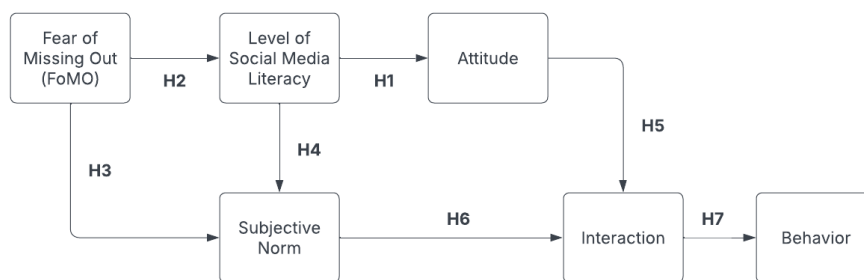 Fear of
Missing Out
(FoMO)
H2
Level of
Social Media
Literacy
H1
Attitude
H5
H3
H4
Subjective
Norm
H6
Interaction
H7
Behavior